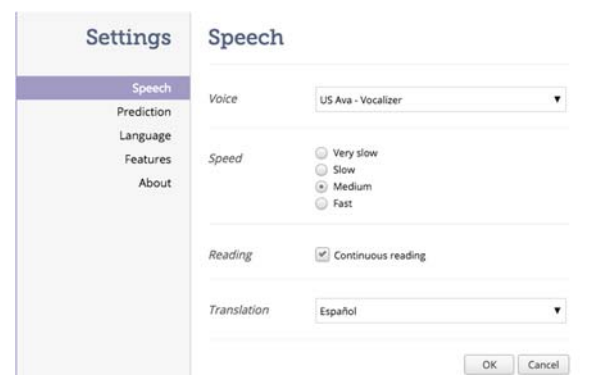 Settings
Speech
Prediction
Language
Features
About
Speech
Voice
US Ava - Vocalizer
Speed
Very slow
Slow
Medium
Fast
Reading
Continuous reading
Translation
Español
OK
Cancel